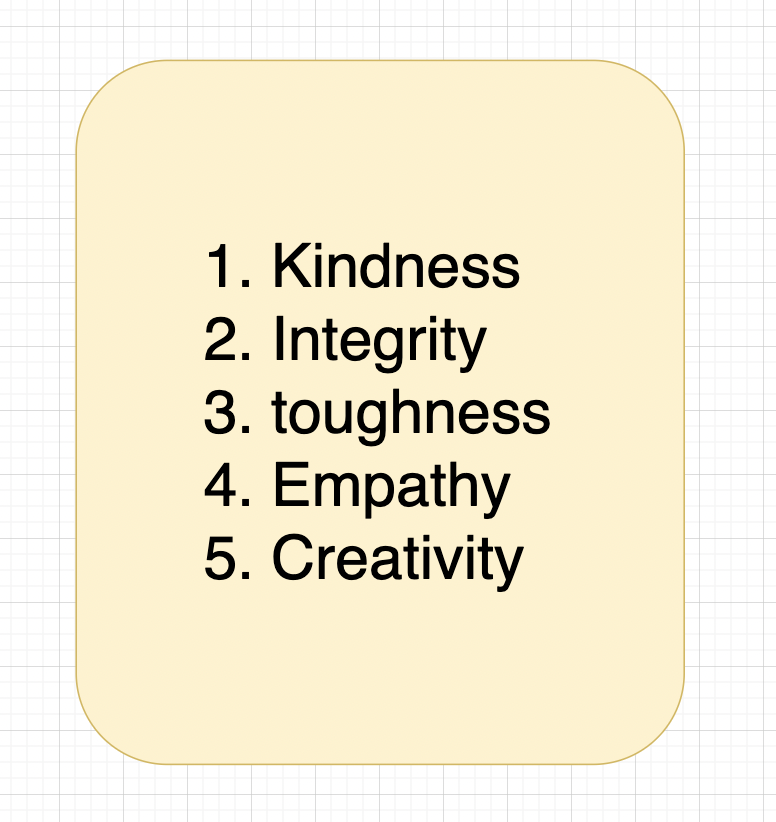 1. Kindness
2. Integrity
3. toughness
4. Empathy
5. Creativity